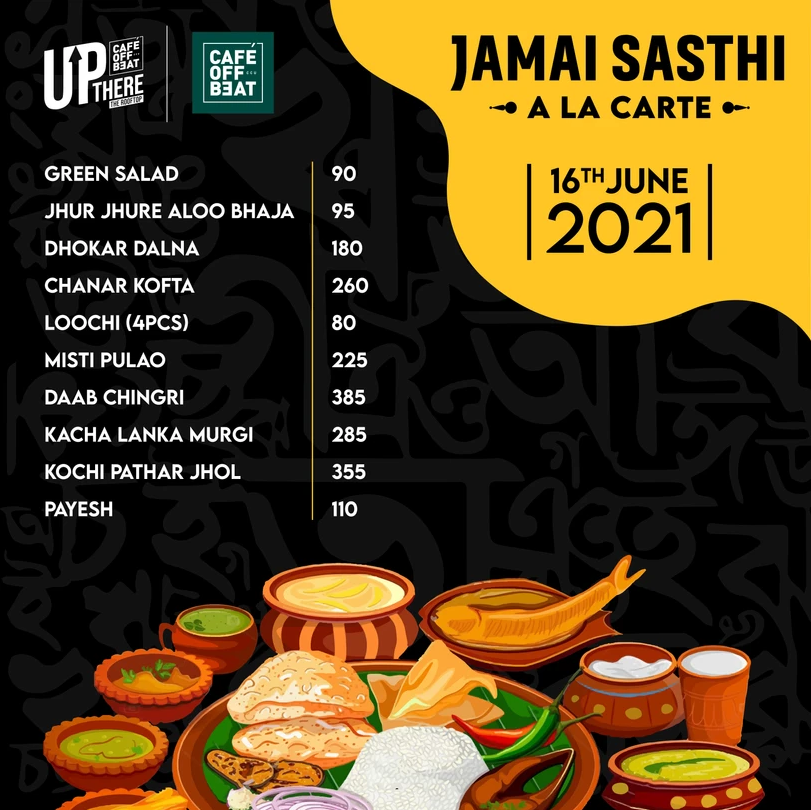 UP
THERE
THE ROOFTOP
CAFÉ
OFF
BEAT
CAFÉ
OFF CCU
BEAT
JAMAI SASTHI
A LA CARTE
16TH JUNE
2021
GREEN SALAD 90
JHUR JHURE ALOO BHAJA 95
DHOKAR DALNA 180
CHANAR KOFTA 260
LOOCHI (4PCS) 80
MISTI PULAO 225
DAAB CHINGRI 385
KACHA LANKA MURGI 285
KOCHI PATHAR JHOL 355
PAYESH 110